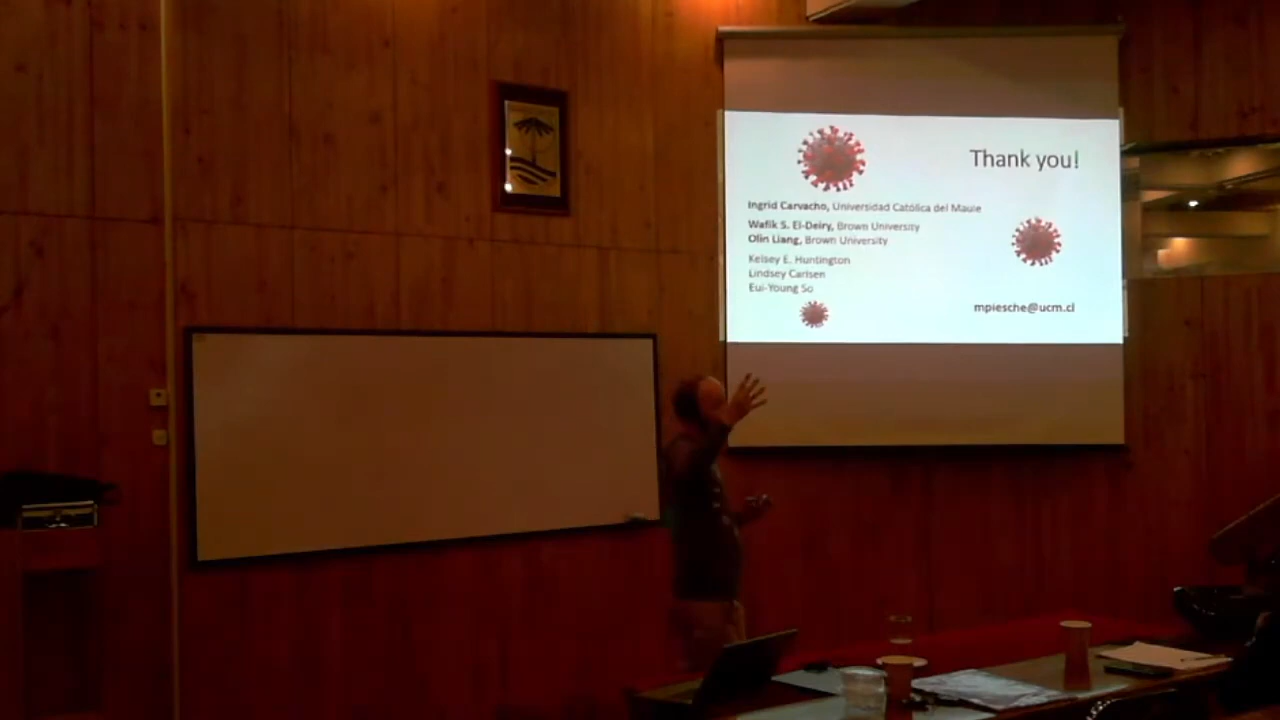 Thank you!
Ingrid Carvacho, Universidad Católica del Maule
Wafik S. El-Deiry, Brown University
Olin Liang, Brown University
Kelsey E. Huntington
Lindsey Carlsen
Eui-Young So
mpiesche@ucm.cl